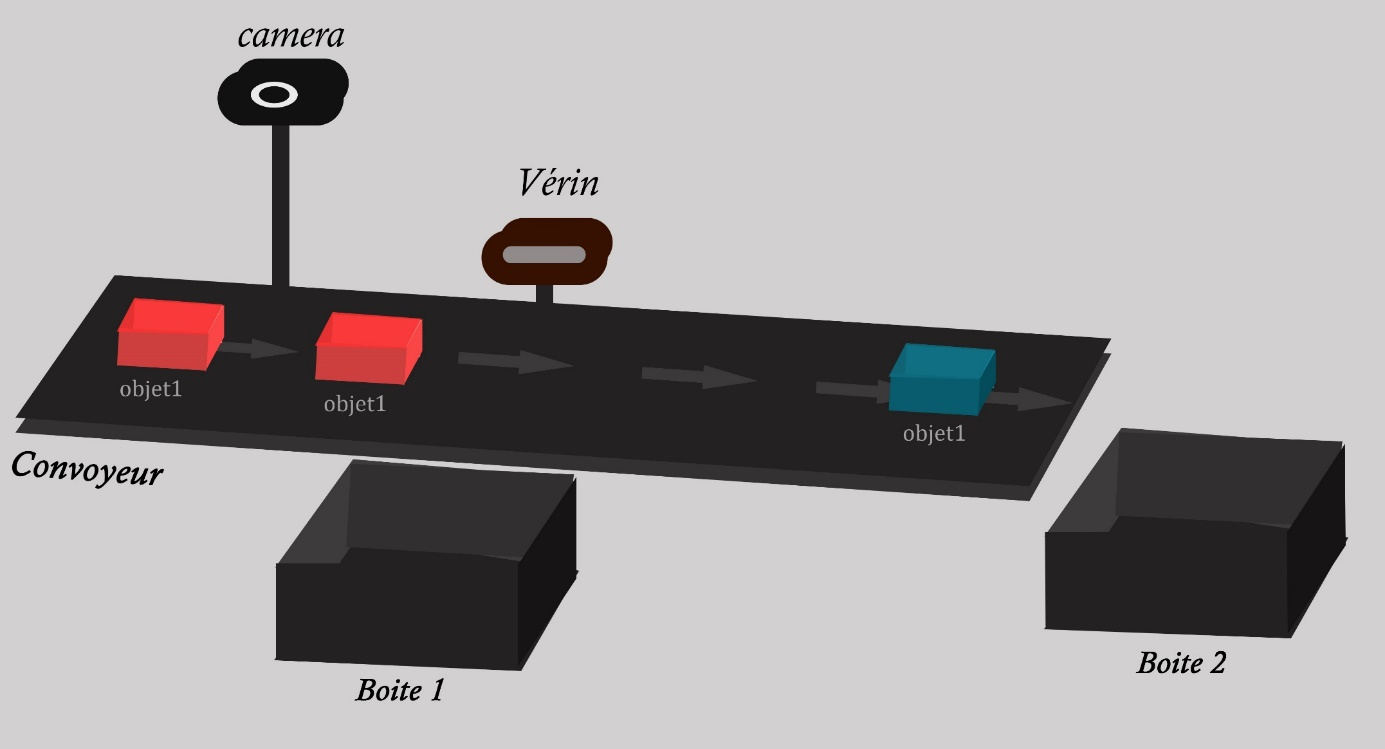 camera
Vérin
objet1
objet1
objet1
Convoyeur
Boite 1
Boite 2